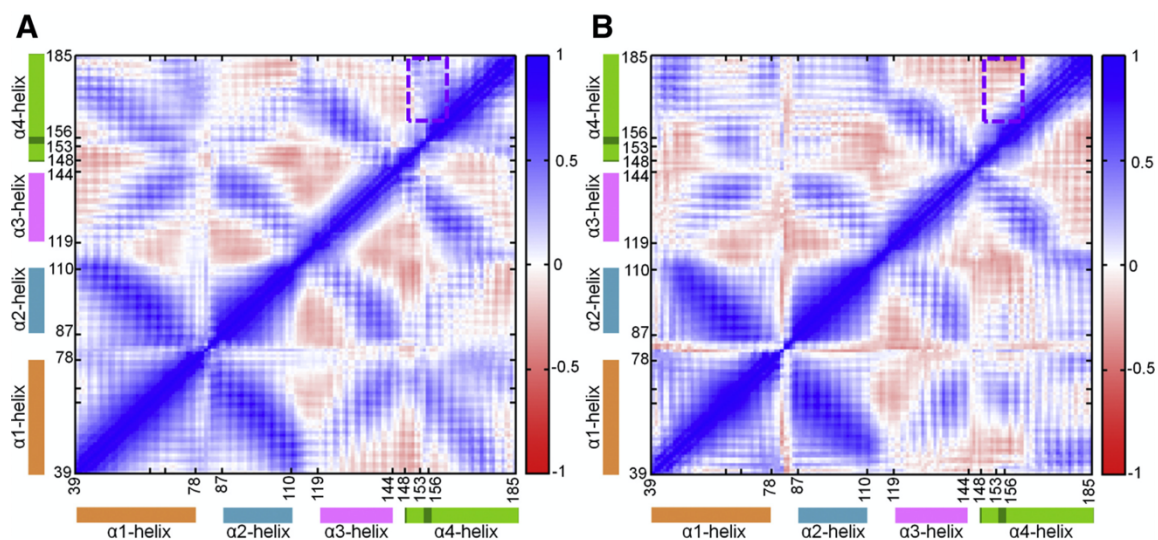 A
185
156
153
148
144
119
110
87
78
39
α4-helix
α3-helix
α2-helix
α1-helix
39
78
87
110
119
144
148
153
156
185
α1-helix
α2-helix
α3-helix
α4-helix
1
0.5
0
-0.5
-1
B
185
156
153
148
144
119
110
87
78
39
α4-helix
α3-helix
α2-helix
α1-helix
39
78
87
110
119
144
148
153
156
185
α1-helix
α2-helix
α3-helix
α4-helix
1
0.5
0
-0.5
-1